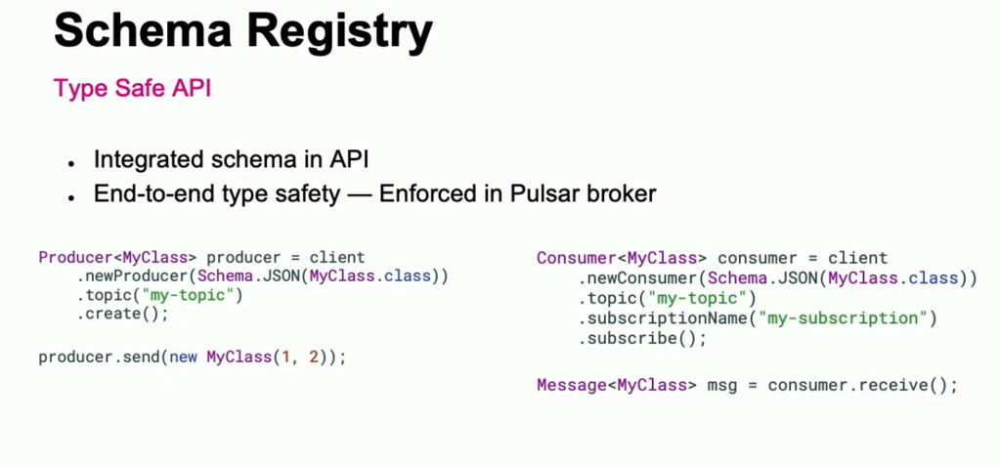 Schema Registry
Type Safe API
• Integrated schema in API
• End-to-end type safety — Enforced in Pulsar broker
Producer<MyClass> producer = client
    .newProducer(Schema.JSON(MyClass.class))
    .topic("my-topic")
    .create();
producer.send(new MyClass(1, 2));
Consumer<MyClass> consumer = client
    .newConsumer(Schema.JSON(MyClass.class))
    .topic("my-topic")
    .subscriptionName("my-subscription")
    .subscribe();
Message<MyClass> msg = consumer.receive();